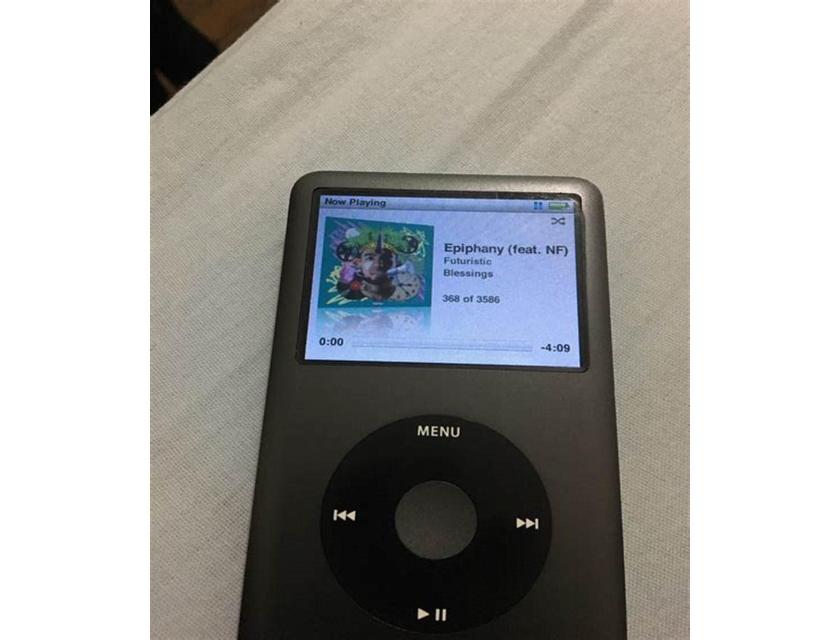 Now Playing
Epiphany (feat. NF)
Futuristic
Blessings
368 of 3586
0:00
-4:09
MENU